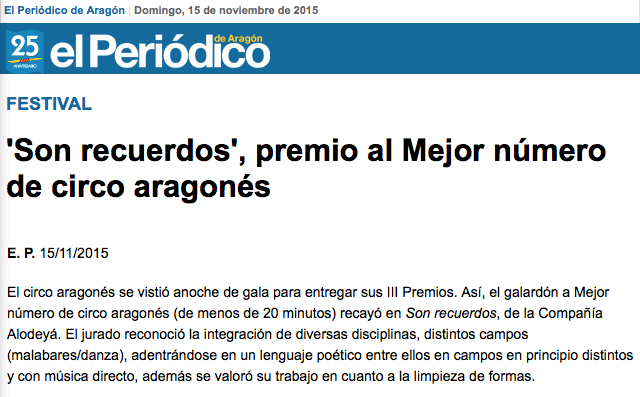 El Periódico de Aragón | Domingo, 15 de noviembre de 2015
25
ANIVERSARIO
el Periódico
de Aragón
FESTIVAL
'Son recuerdos', premio al Mejor número
de circo aragonés
E. P. 15/11/2015
El circo aragonés se vistió anoche de gala para entregar sus III Premios. Así, el galardón a Mejor
número de circo aragonés (de menos de 20 minutos) recayó en Son recuerdos, de la Compañía
Alodeyá. El jurado reconoció la integración de diversas disciplinas, distintos campos
(malabares/danza), adentrándose en un lenguaje poético entre ellos en campos en principio distintos
y con música directo, además se valoró su trabajo en cuanto a la limpieza de formas.